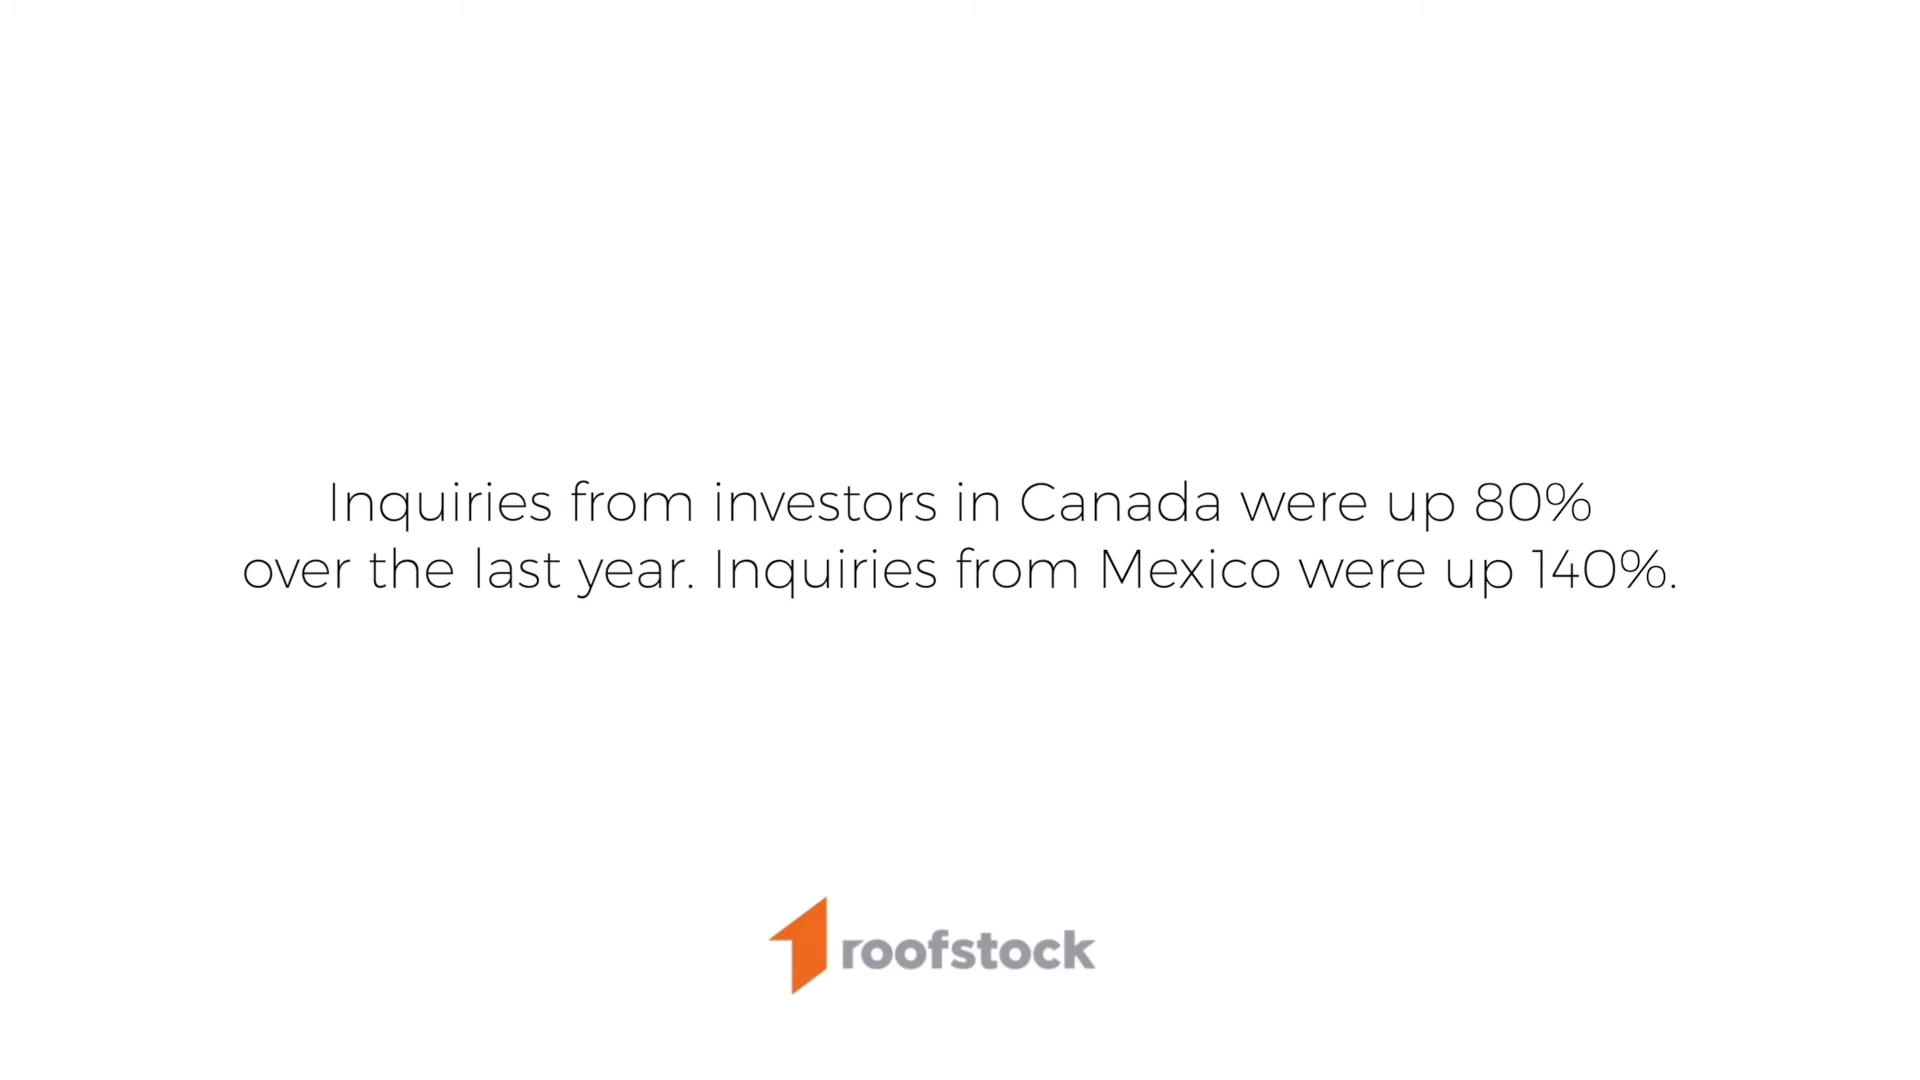 Inquiries from investors in Canada were up 80%
over the last year. Inquiries from Mexico were up 140%.
roofstock